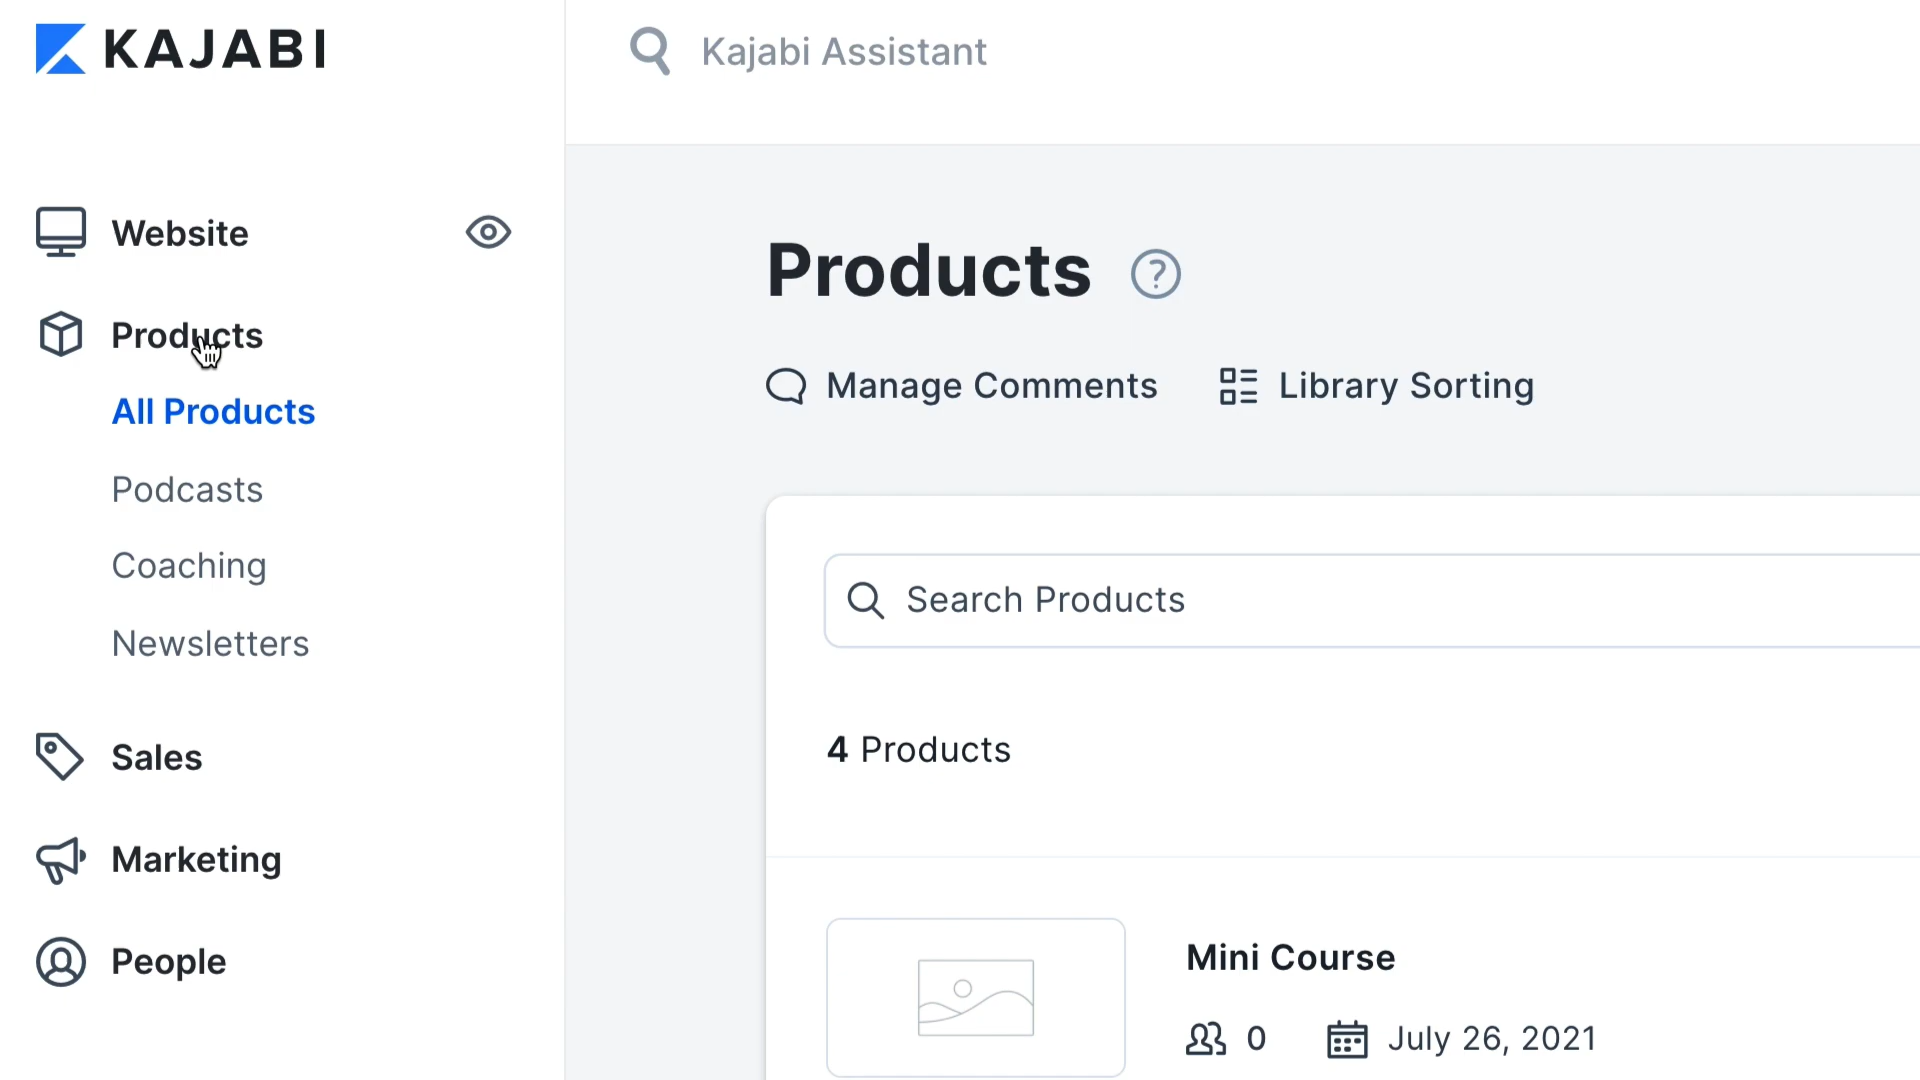 KAJABI
Kajabi Assistant
Website
Products
All Products
Podcasts
Coaching
Newsletters
Sales
Marketing
People
Products
Manage Comments
Library Sorting
Search Products
4 Products
Mini Course
0
July 26, 2021